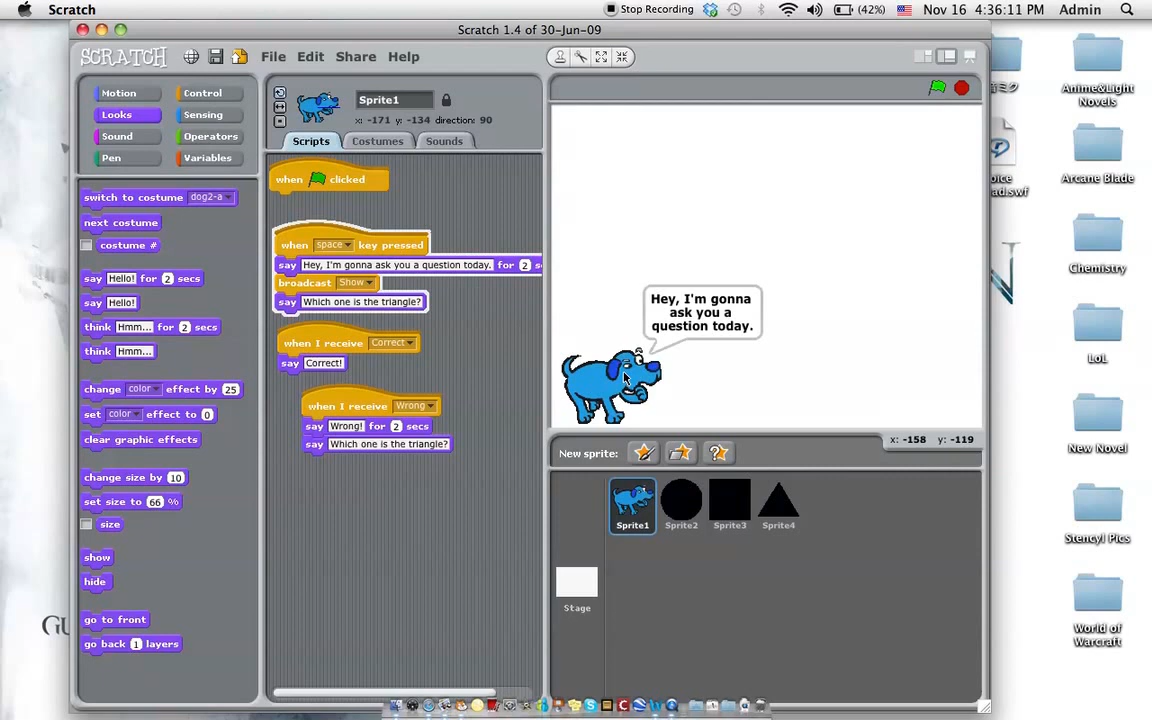 Scratch
Stop Recording
(42%)
Nov 16 4:36:11 PM Admin
Scratch 1.4 of 30-Jun-09
SCRATCH
File Edit Share Help
Motion
Control
Looks
Sensing
Sound
Operators
Pen
Variables
switch to costume dog2-a
next costume
costume #
say Hello! for 2 secs
say Hello!
think Hmm... for 2 secs
think Hmm...
change color effect by 25
set color effect to 0
clear graphic effects
change size by 10
set size to 66 %
size
show
hide
go to front
go back 1 layers
Sprite1
x: -171 y: -134 direction: 90
Scripts Costumes Sounds
when clicked
when space key pressed
say Hey, I'm gonna ask you a question today. for 2 s
broadcast Show
say Which one is the triangle?
when I receive Correct
say Correct!
when I receive Wrong
say Wrong! for 2 secs
say Which one is the triangle?
Hey, I'm gonna
ask you a
question today.
x: -158 y: -119
New sprite:
Sprite1 Sprite2 Sprite3 Sprite4
Stage
Anime&Light
Novels
Arcane Blade
Chemistry
LoL
New Novel
Stencyl Pics
World of
Warcraft